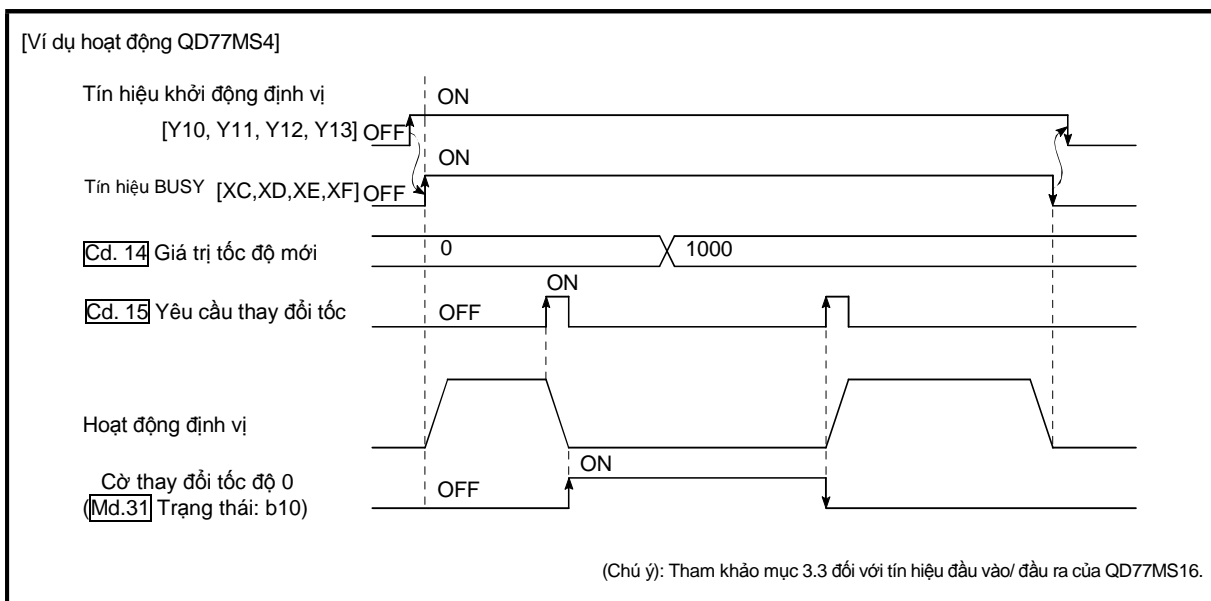 [Ví dụ hoạt động QD77MS4]
Tín hiệu khởi động định vị
ON
[Y10, Y11, Y12, Y13] OFF
ON
Tín hiệu BUSY [XC,XD,XE,XF] OFF
Cd. 14 Giá trị tốc độ mới 0 1000
ON
Cd. 15 Yêu cầu thay đổi tốc OFF
Hoạt động định vị
ON
Cờ thay đổi tốc độ 0 OFF
(Md.31 Trạng thái: b10)
(Chú ý): Tham khảo mục 3.3 đối với tín hiệu đầu vào/ đầu ra của QD77MS16.